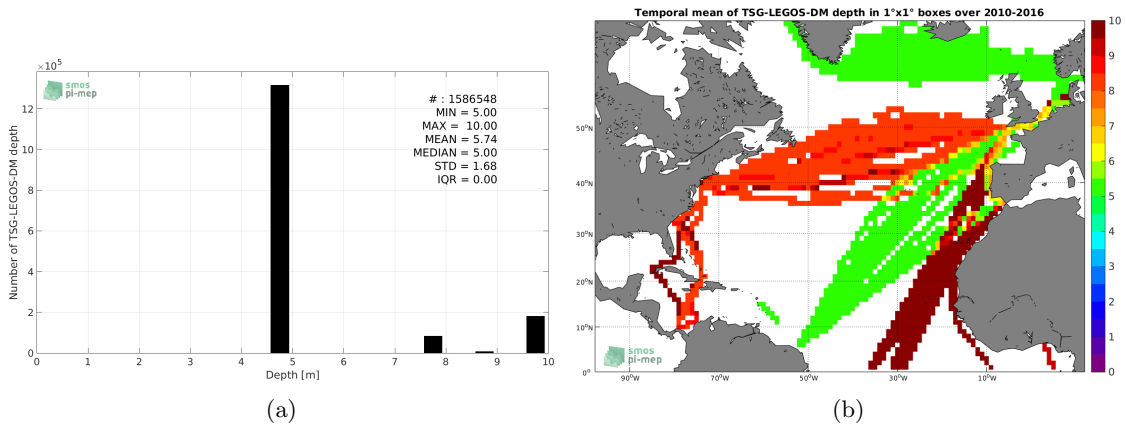 ×10⁵
smos
pi-mep
# : 1586548
MIN = 5.00
MAX = 10.00
MEAN = 5.74
MEDIAN = 5.00
STD = 1.68
IQR = 0.00
Number of TSG-LEGOS-DM depth
12
10
8
6
4
2
0
0 1 2 3 4 5 6 7 8 9 10
Depth [m]
(a)
Temporal mean of TSG-LEGOS-DM depth in 1°x1° boxes over 2010-2016
50°N
40°N
30°N
20°N
10°N
0°
90°W 70°W 50°W 30°W 10°W
smos
pi-mep
10
9
8
7
6
5
4
3
2
1
0
(b)